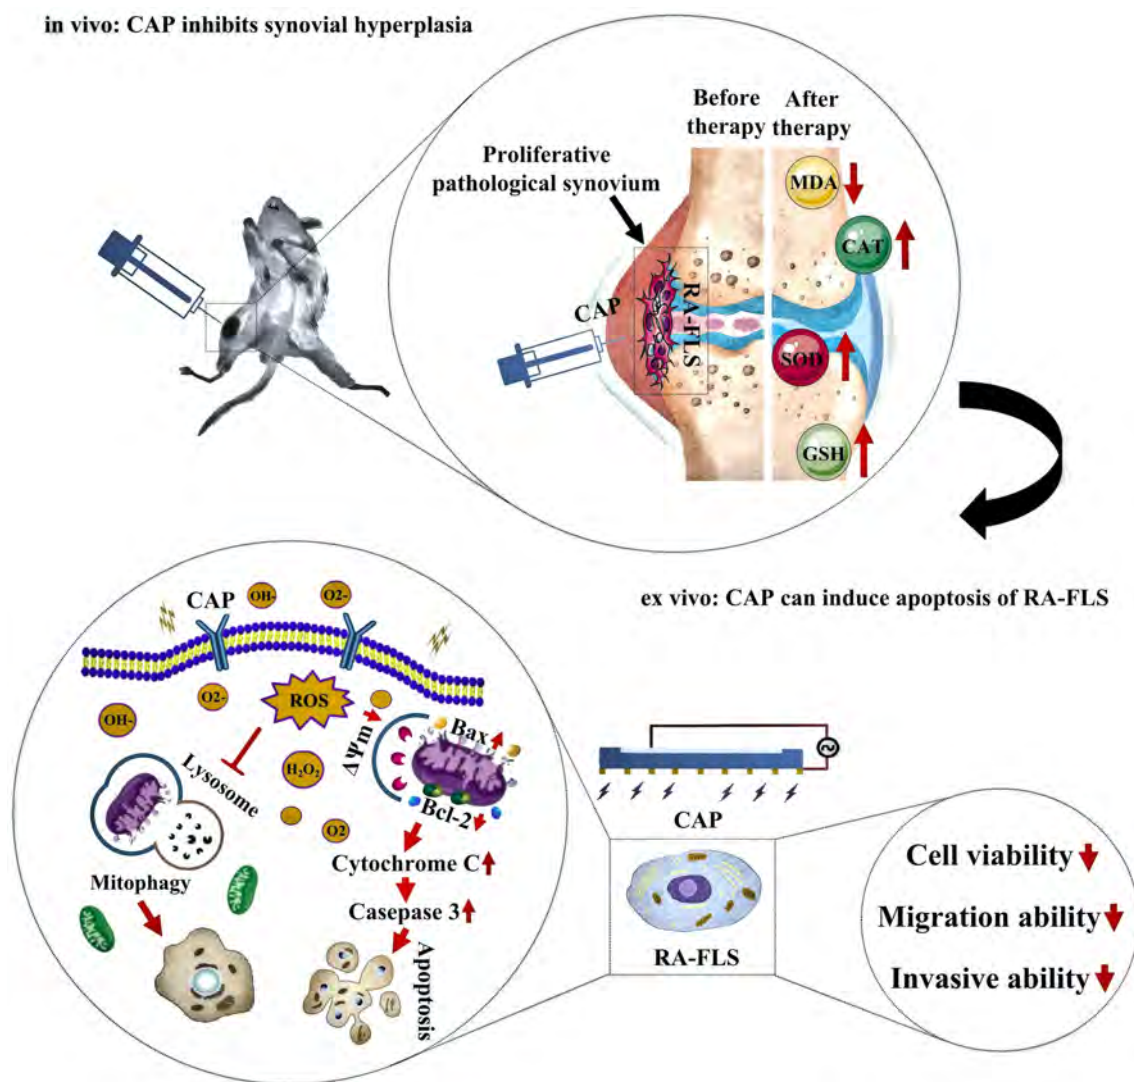 in vivo: CAP inhibits synovial hyperplasia
Before
therapy
After
therapy
Proliferative
pathological synovium
MDA
CAT
CAP
RA-FLS
SOD
GSH
ex vivo: CAP can induce apoptosis of RA-FLS
CAP
OH-
O2-
O2-
ROS
OH-
ΔΨm
Bax
H2O2
Lysosome
Bcl-2
O2
Mitophagy
Cytochrome C
Casepase 3
Apoptosis
CAP
RA-FLS
Cell viability
Migration ability
Invasive ability